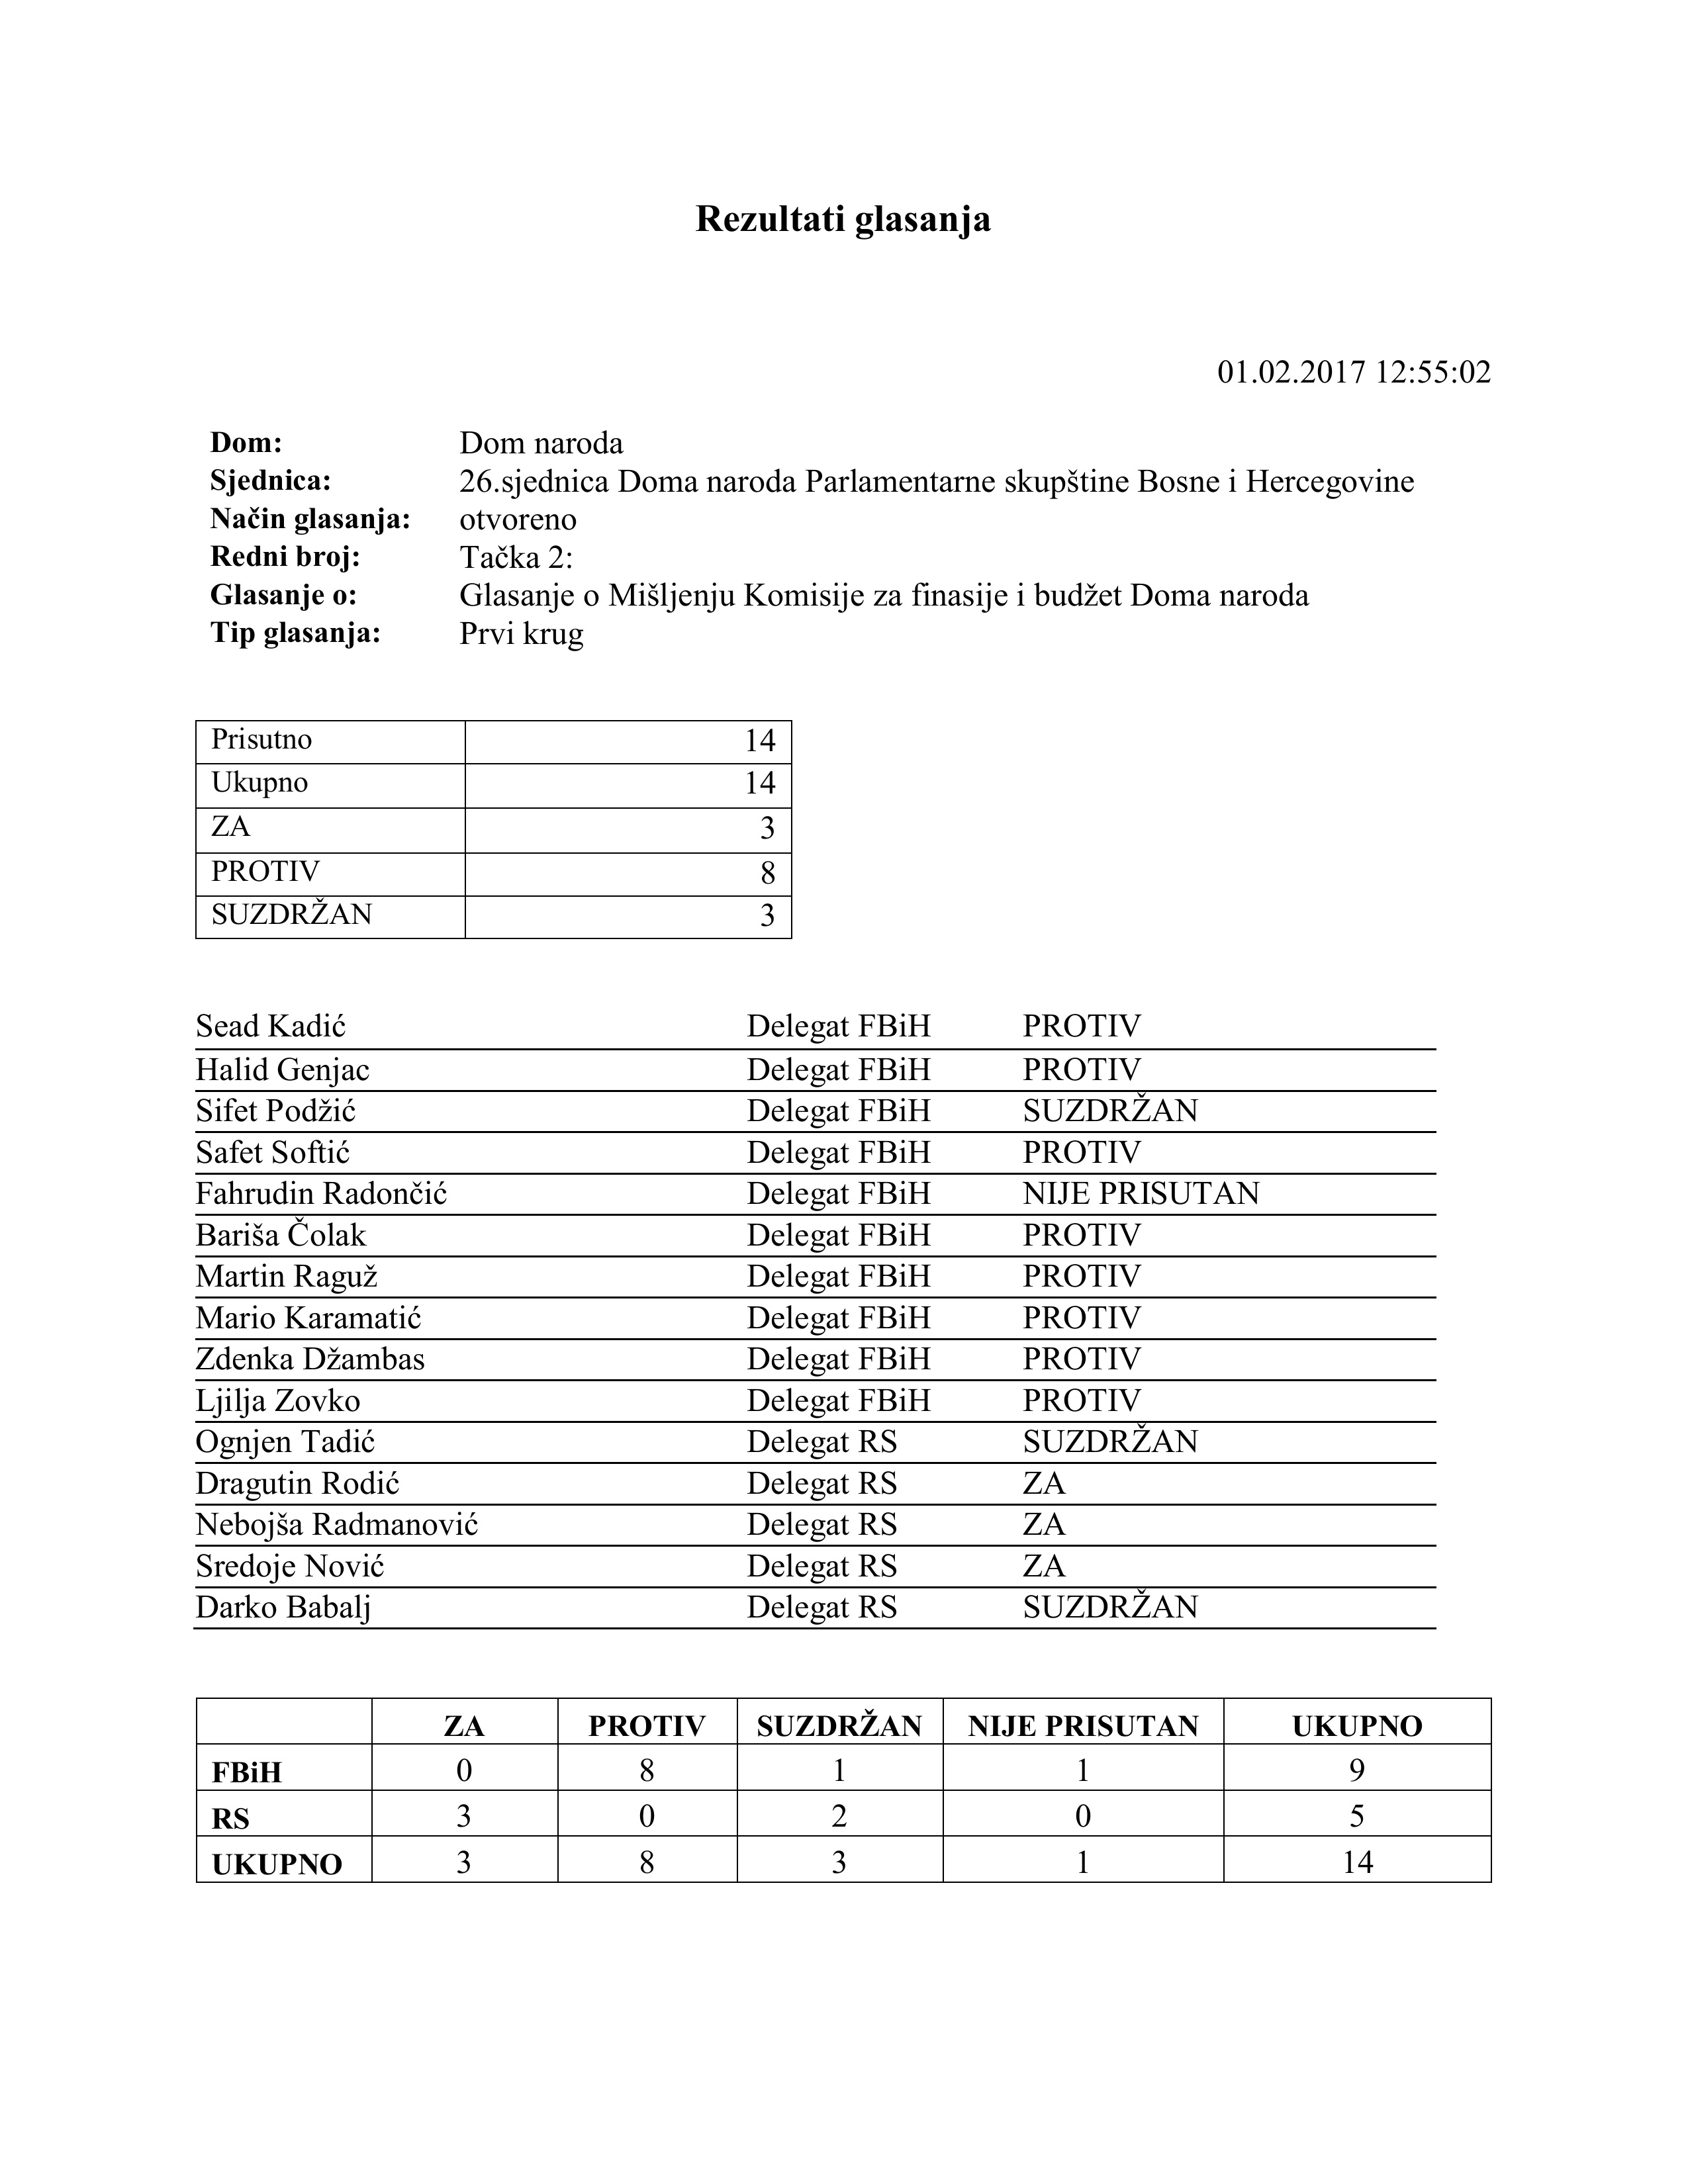 Rezultati glasanja
01.02.2017 12:55:02
Dom: Dom naroda
Sjednica: 26.sjednica Doma naroda Parlamentarne skupštine Bosne i Hercegovine
Način glasanja: otvoreno
Redni broj: Tačka 2:
Glasanje o: Glasanje o Mišljenju Komisije za finasije i budžet Doma naroda
Tip glasanja: Prvi krug
Prisutno 14
Ukupno 14
ZA 3
PROTIV 8
SUZDRŽAN 3
Sead Kadić Delegat FBiH PROTIV
Halid Genjac Delegat FBiH PROTIV
Sifet Podžić Delegat FBiH SUZDRŽAN
Safet Softić Delegat FBiH PROTIV
Fahrudin Radončić Delegat FBiH NIJE PRISUTAN
Bariša Čolak Delegat FBiH PROTIV
Martin Raguž Delegat FBiH PROTIV
Mario Karamatić Delegat FBiH PROTIV
Zdenka Džambas Delegat FBiH PROTIV
Ljilja Zovko Delegat FBiH PROTIV
Ognjen Tadić Delegat RS SUZDRŽAN
Dragutin Rodić Delegat RS ZA
Nebojša Radmanović Delegat RS ZA
Sredoje Nović Delegat RS ZA
Darko Babalj Delegat RS SUZDRŽAN
ZA PROTIV SUZDRŽAN NIJE PRISUTAN UKUPNO
FBiH 0 8 1 1 9
RS 3 0 2 0 5
UKUPNO 3 8 3 1 14